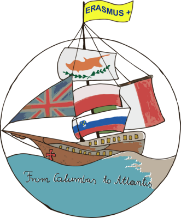 ERASMUS +
From Columbus to Atlantis